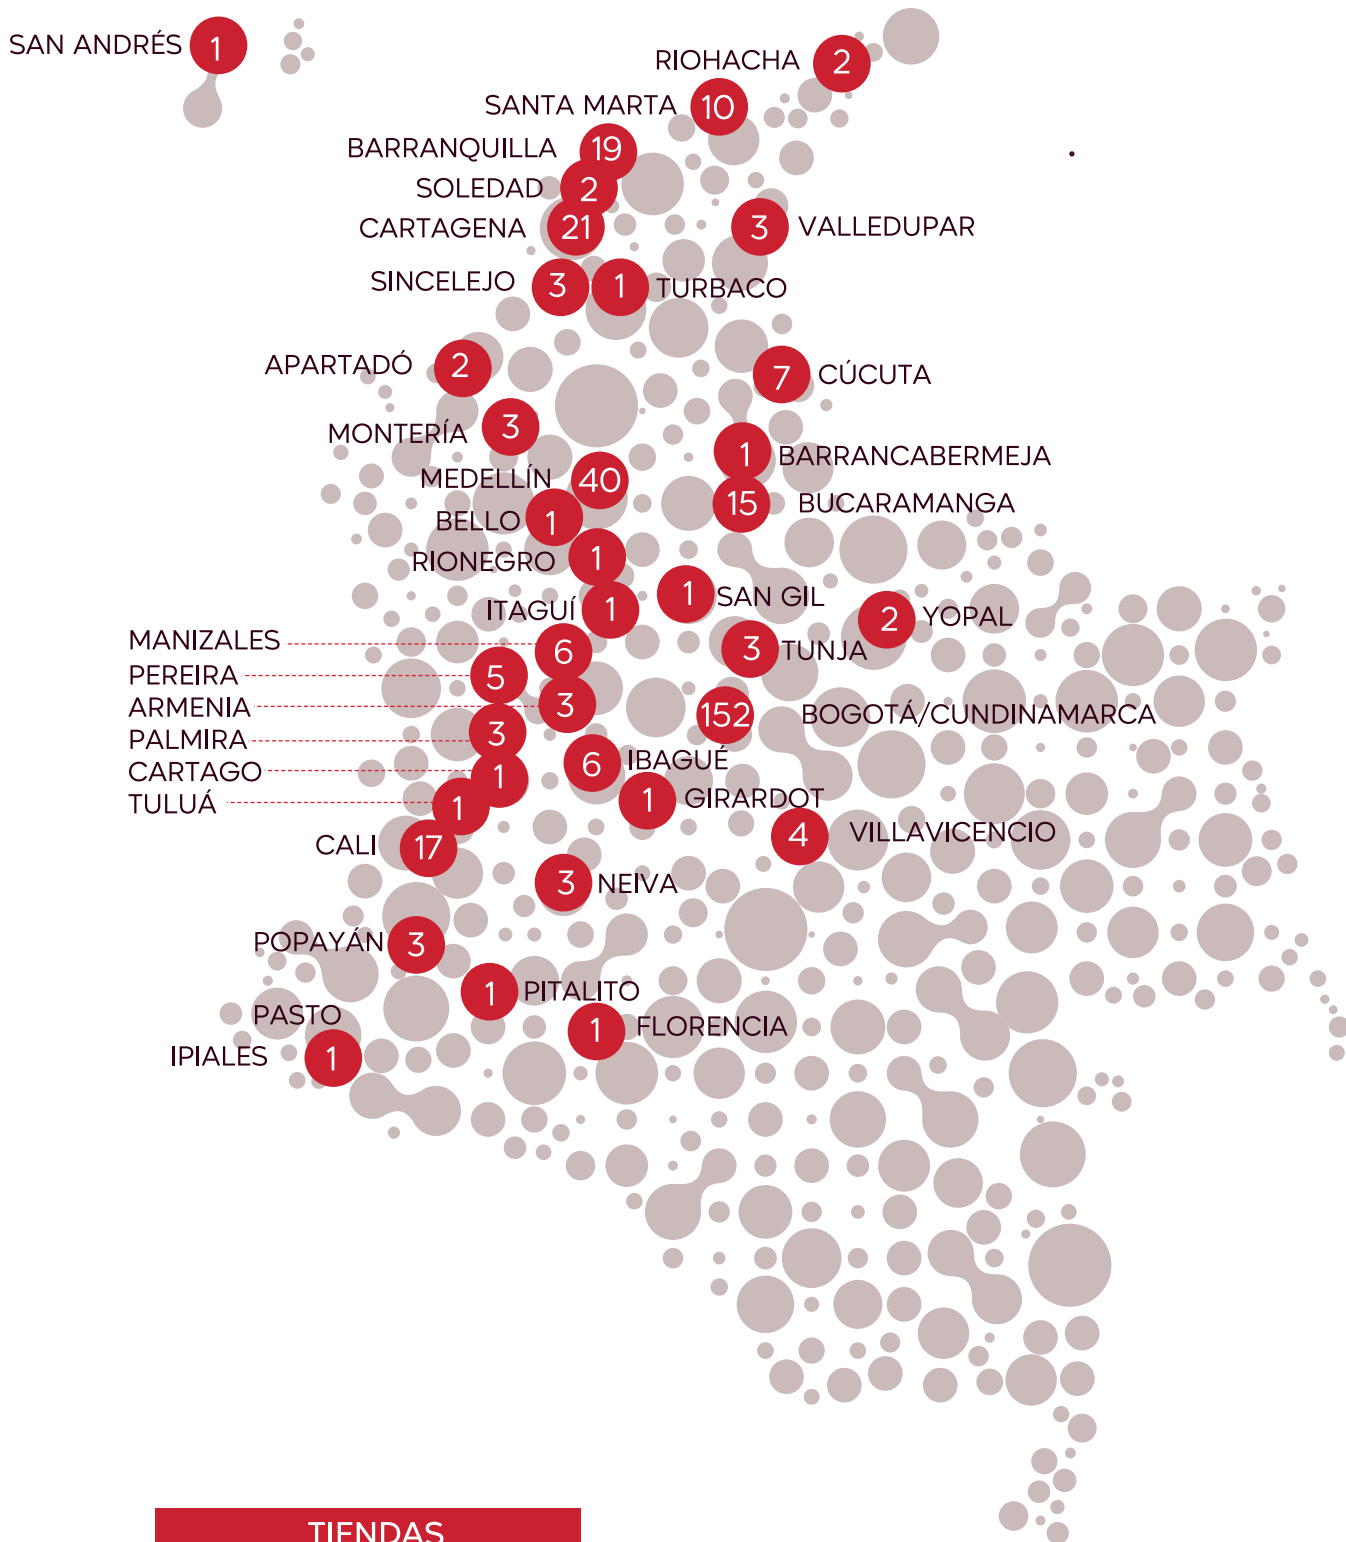 SAN ANDRÉS 1
RIOHACHA 2
SANTA MARTA 10
BARRANQUILLA 19
SOLEDAD 2
CARTAGENA 21
3 VALLEDUPAR
SINCELEJO 3
1 TURBACO
APARTADÓ 2
7 CÚCUTA
MONTERÍA 3
1 BARRANCABERMEJA
MEDELLÍN 40
15 BUCARAMANGA
BELLO 1
RIONEGRO 1
1 SAN GIL
ITAGUÍ 1
2 YOPAL
MANIZALES 6
3 TUNJA
PEREIRA 5
ARMENIA 3
152 BOGOTÁ/CUNDINAMARCA
PALMIRA 3
6 IBAGUÉ
CARTAGO 1
TULUÁ 1
1 GIRARDOT
CALI 17
4 VILLAVICENCIO
3 NEIVA
POPAYÁN 3
1 PITALITO
PASTO
1 FLORENCIA
IPIALES 1
TIENDAS